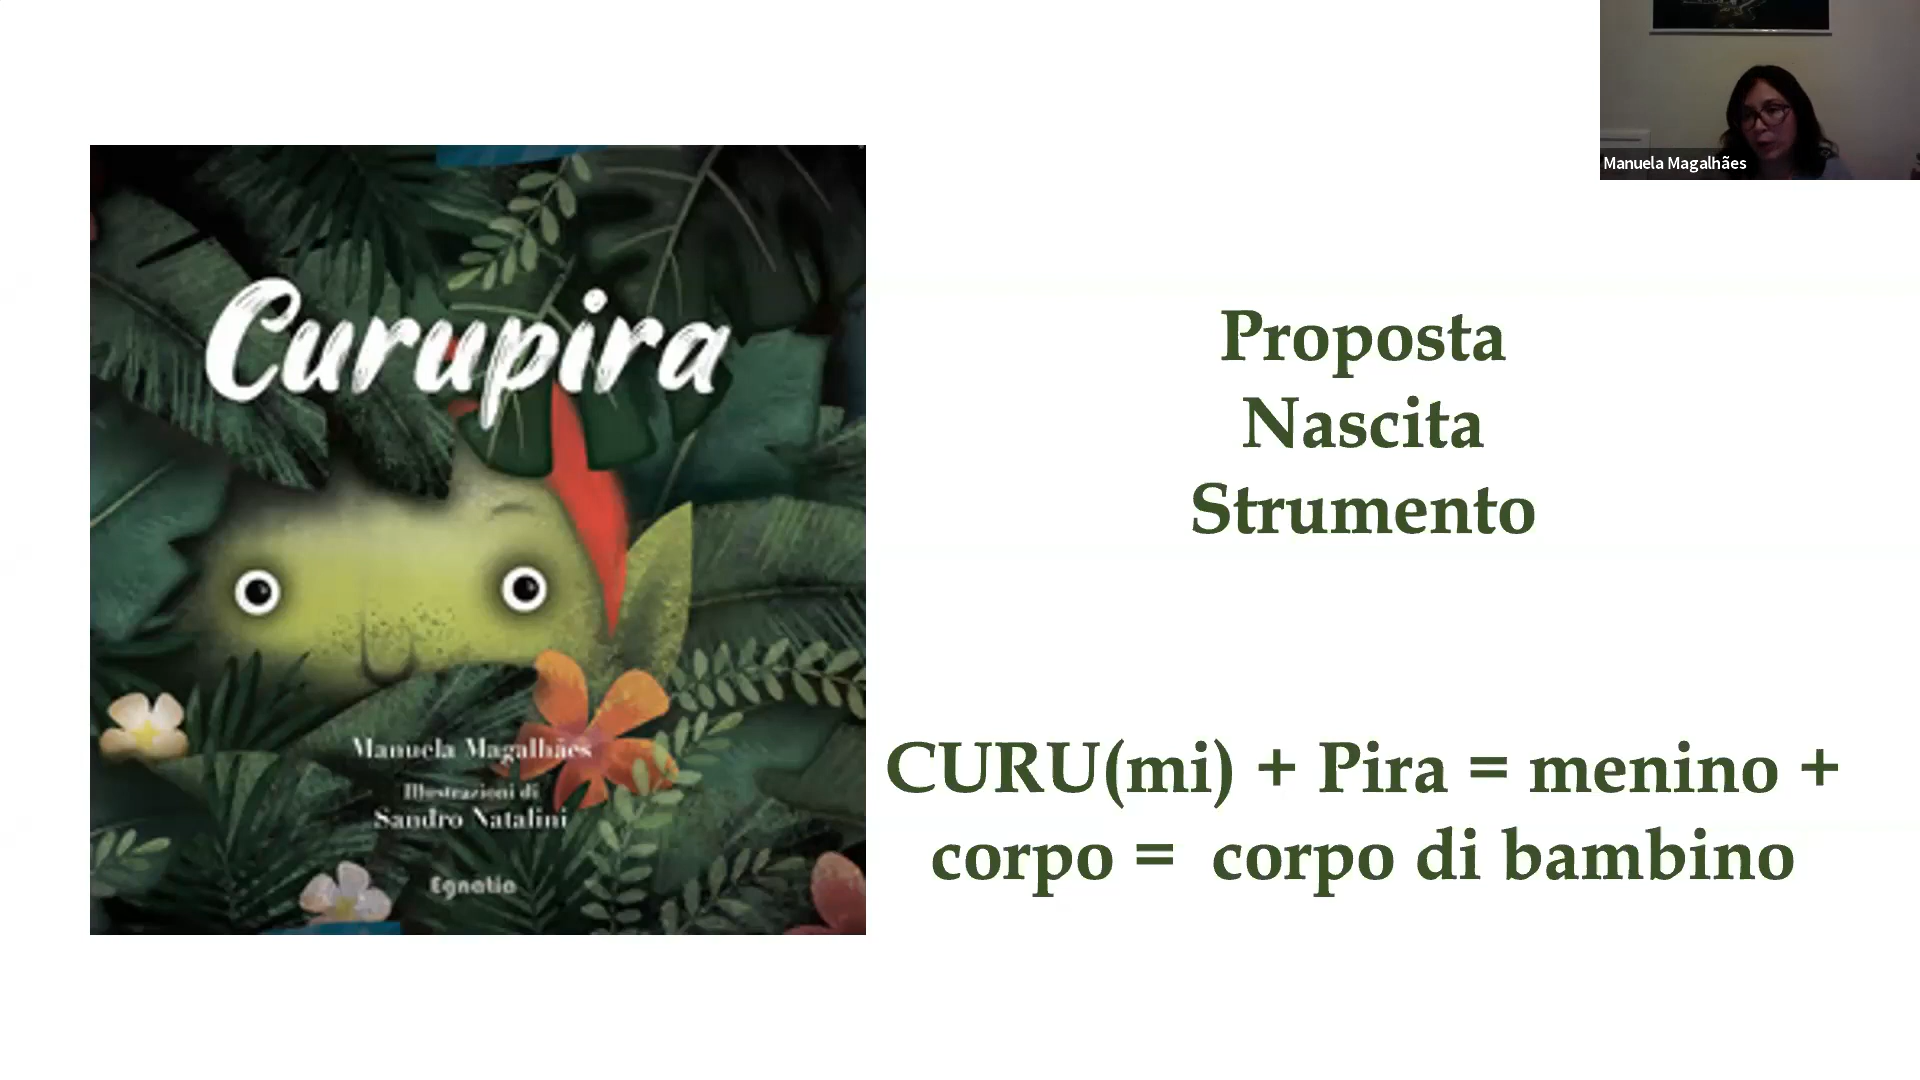 Manuela Magalhães
Curupira
Manuela Magalhães
Illustrazioni di
Sandro Natalini
Egnatia
Proposta
Nascita
Strumento
CURU(mi) + Pira = menino +
corpo = corpo di bambino